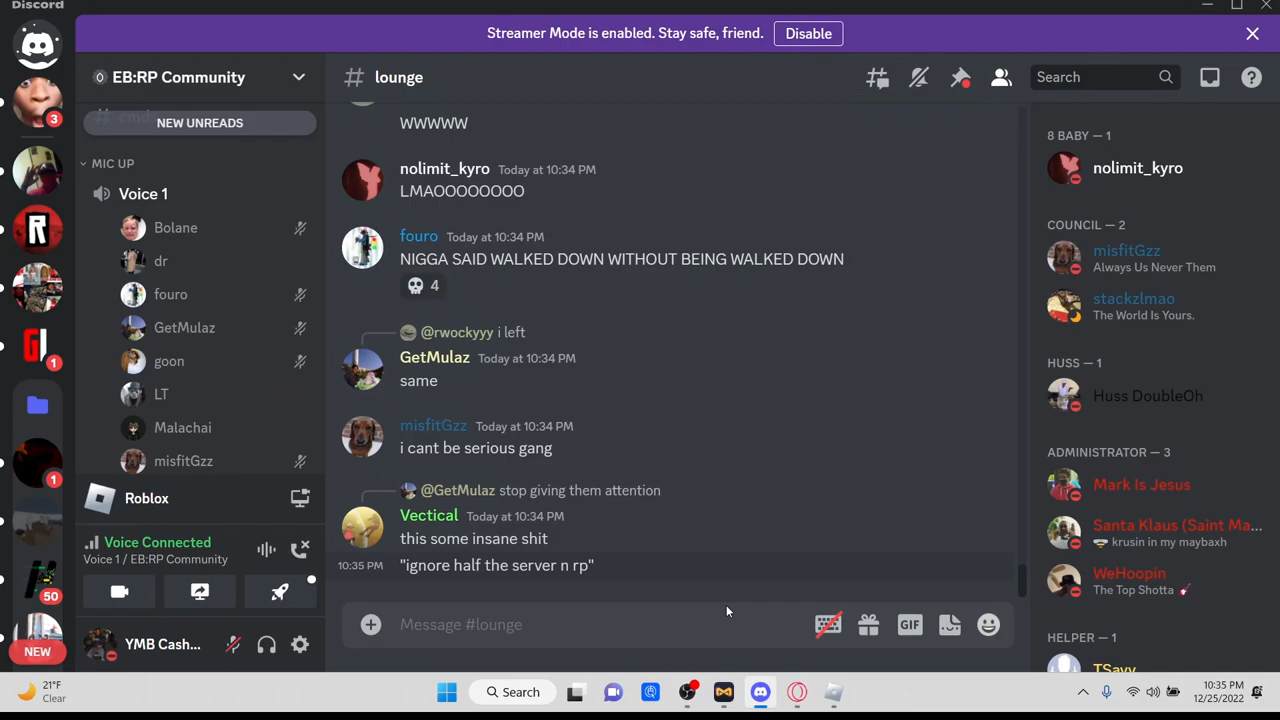 Discord
Streamer Mode is enabled. Stay safe, friend.
Disable
EB:RP Community
# lounge
Search
3
# cmd
NEW UNREADS
MIC UP
Voice 1
Bolane
dr
fouro
GetMulaz
goon
LT
Malachai
misfitGzz
Roblox
Voice Connected
Voice 1 / EB:RP Community
YMB Cash...
R
GI
1
1
50
NEW
WWWWW
nolimit_kyro Today at 10:34 PM
LMAOOOOOOOO
fouro Today at 10:34 PM
NIGGA SAID WALKED DOWN WITHOUT BEING WALKED DOWN
4
@rwockyyy i left
GetMulaz Today at 10:34 PM
same
misfitGzz Today at 10:34 PM
i cant be serious gang
@GetMulaz stop giving them attention
Vectical Today at 10:34 PM
this some insane shit
10:35 PM "ignore half the server n rp"
Message #lounge
GIF
8 BABY — 1
nolimit_kyro
COUNCIL — 2
misfitGzz
Always Us Never Them
stackzlmao
The World Is Yours.
HUSS — 1
Huss DoubleOh
ADMINISTRATOR — 3
Mark Is Jesus
Santa Klaus (Saint Ma...
krusin in my maybaxh
WeHoopin
The Top Shotta
HELPER — 1
TSavv
21°F
Clear
Search
10:35 PM
12/25/2022